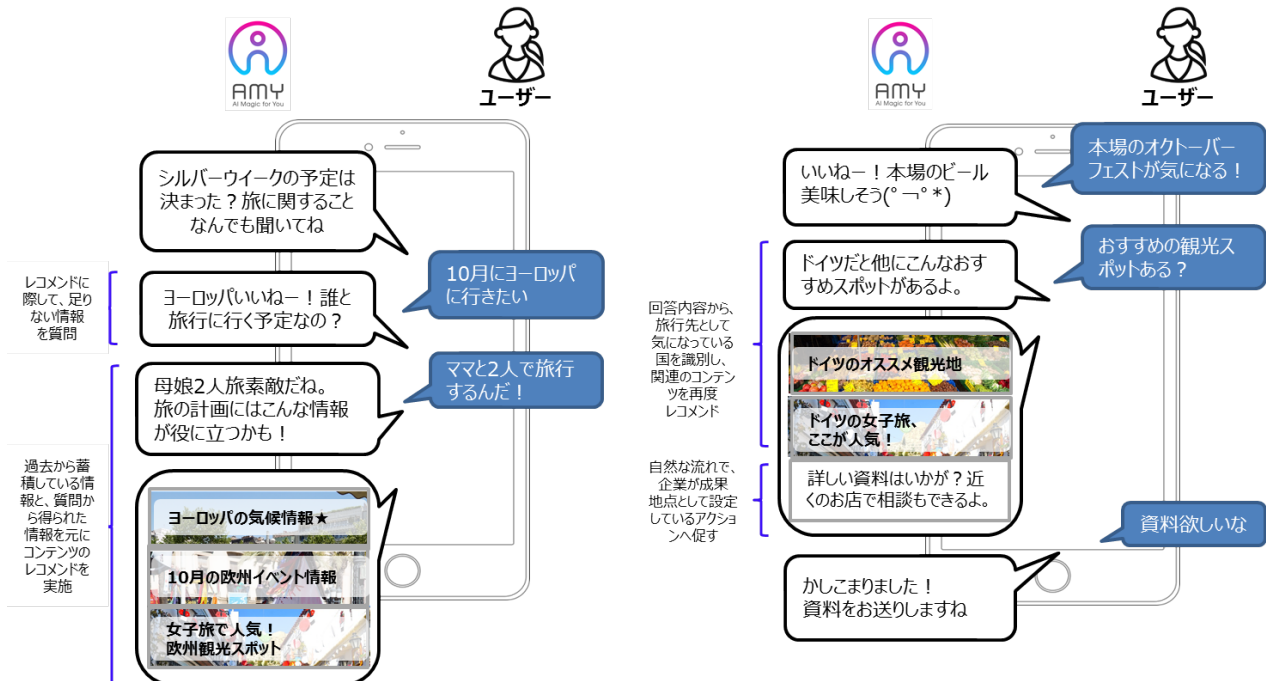 AMY
AI Magic for You
ユーザー
シルバーウイークの予定は
決まった？旅に関すること
なんでも聞いてね
10月にヨーロッパ
に行きたい
レコメンドに
際して、足り
ない情報
を質問
ヨーロッパいいねー！誰と
旅行に行く予定なの？
ママと2人で旅行
するんだ！
母娘2人旅素敵だね。
旅の計画にはこんな情報
が役に立つかも！
過去から蓄
積している情
報と、質問か
ら得られた
情報を元に
コンテンツの
レコメンドを
実施
ヨーロッパの気候情報★
10月の欧州イベント情報
女子旅で人気！
欧州観光スポット
AMY
AI Magic for You
ユーザー
本場のオクトーバー
フェストが気になる！
いいねー！本場のビール
美味しそう(ﾟ￢ﾟ*)
おすすめの観光ス
ポットある？
ドイツだと他にこんなおす
すめスポットがあるよ。
回答内容から、
旅行先として
気になっている
国を識別し、
関連のコンテン
ツを再度
レコメンド
ドイツのオススメ観光地
ドイツの女子旅、
ここが人気！
自然な流れで、
企業が成果
地点として設定
しているアクショ
ンへ促す
詳しい資料はいかが？近
くのお店で相談もできるよ。
資料欲しいな
かしこまりました！
資料をお送りしますね